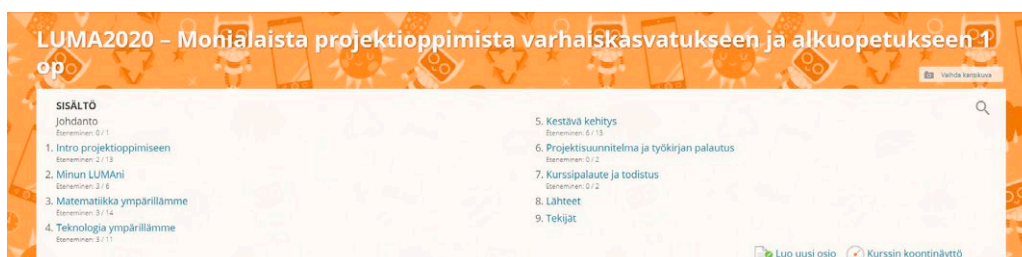 LUMA2020 – Monialaista projektioppimista varhaiskasvatukseen ja alkuopetukseen 1
op
Vaihda kansikuva
SISÄLTÖ
Johdanto
Eteneminen: 0 / 1
1. Intro projektioppimiseen
Eteneminen: 2 / 13
2. Minun LUMAni
Eteneminen: 3 / 6
3. Matematiikka ympärillämme
Eteneminen: 3 / 14
4. Teknologia ympärillämme
Eteneminen: 3 / 11
5. Kestävä kehitys
Eteneminen: 6 / 13
6. Projektisuunnitelma ja työkirjan palautus
Eteneminen: 0 / 2
7. Kurssipalaute ja todistus
Eteneminen: 0 / 2
8. Lähteet
9. Tekijät
Luo uusi osio Kurssin koontinäyttö